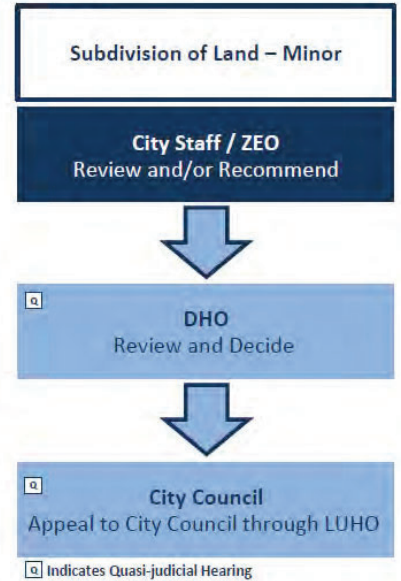 Subdivision of Land – Minor
City Staff / ZEO
Review and/or Recommend
Q
DHO
Review and Decide
Q
City Council
Appeal to City Council through LUHO
Q Indicates Quasi-judicial Hearing